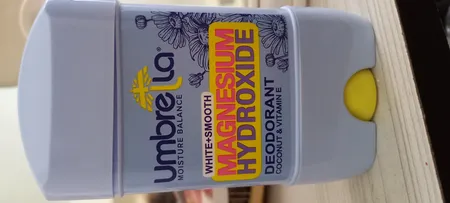 Umbrella
MOISTURE BALANCE
WHITE+SMOOTH
MAGNESIUM
HYDROXIDE
DEODORANT
COCONUT & VITAMIN E